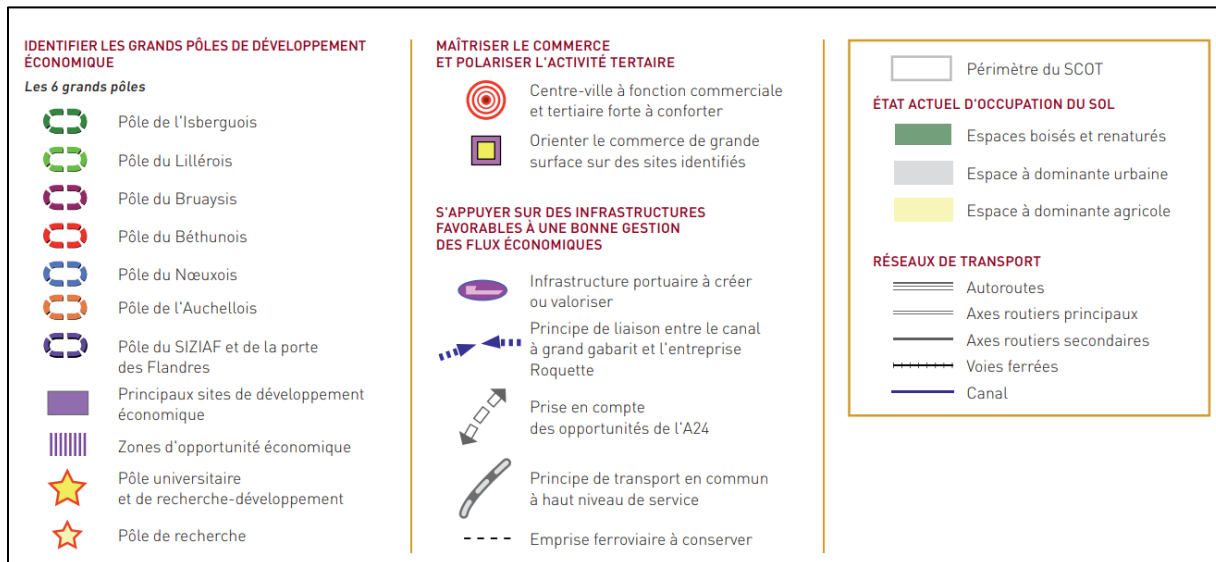 IDENTIFIER LES GRANDS PÔLES DE DÉVELOPPEMENT
ÉCONOMIQUE
Les 6 grands pôles
Pôle de l'Isberguois
Pôle du Lillérois
Pôle du Bruaysis
Pôle du Béthunois
Pôle du Nœuxois
Pôle de l'Auchellois
Pôle du SIZIAF et de la porte
des Flandres
Principaux sites de développement
économique
Zones d'opportunité économique
Pôle universitaire
et de recherche-développement
Pôle de recherche
MAÎTRISER LE COMMERCE
ET POLARISER L'ACTIVITÉ TERTAIRE
Centre-ville à fonction commerciale
et tertiaire forte à conforter
Orienter le commerce de grande
surface sur des sites identifiés
S'APPUYER SUR DES INFRASTRUCTURES
FAVORABLES À UNE BONNE GESTION
DES FLUX ÉCONOMIQUES
Infrastructure portuaire à créer
ou valoriser
Principe de liaison entre le canal
à grand gabarit et l'entreprise
Roquette
Prise en compte
des opportunités de l'A24
Principe de transport en commun
à haut niveau de service
Emprise ferroviaire à conserver
Périmètre du SCOT
ÉTAT ACTUEL D'OCCUPATION DU SOL
Espaces boisés et renaturés
Espace à dominante urbaine
Espace à dominante agricole
RÉSEAUX DE TRANSPORT
Autoroutes
Axes routiers principaux
Axes routiers secondaires
Voies ferrées
Canal